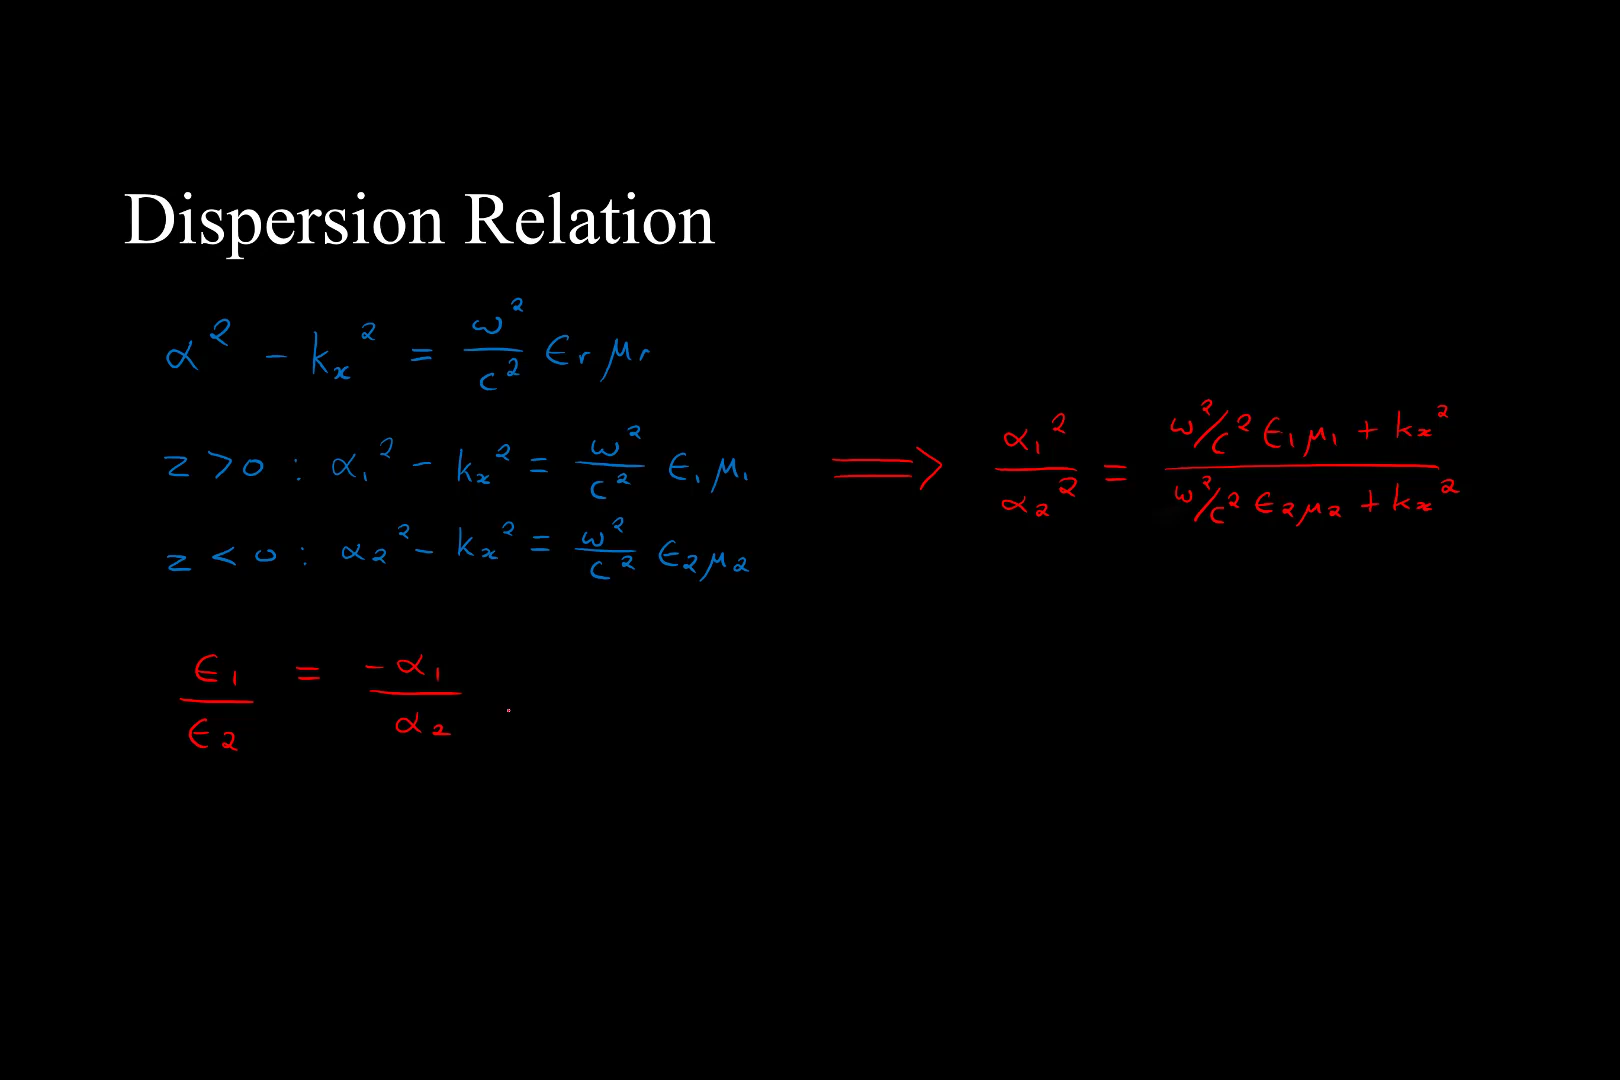 Dispersion Relation
α² - kₓ² = ω²/c² ϵᵣ μᵣ
z > 0 : α₁² - kₓ² = ω²/c² ϵ₁ μ₁ ⟹ α₁²/α₂² = (ω²/c² ϵ₁ μ₁ + kₓ²)/(ω²/c² ϵ₂ μ₂ + kₓ²)
z < 0 : α₂² - kₓ² = ω²/c² ϵ₂ μ₂
ϵ₁/ϵ₂ = -α₁/α₂